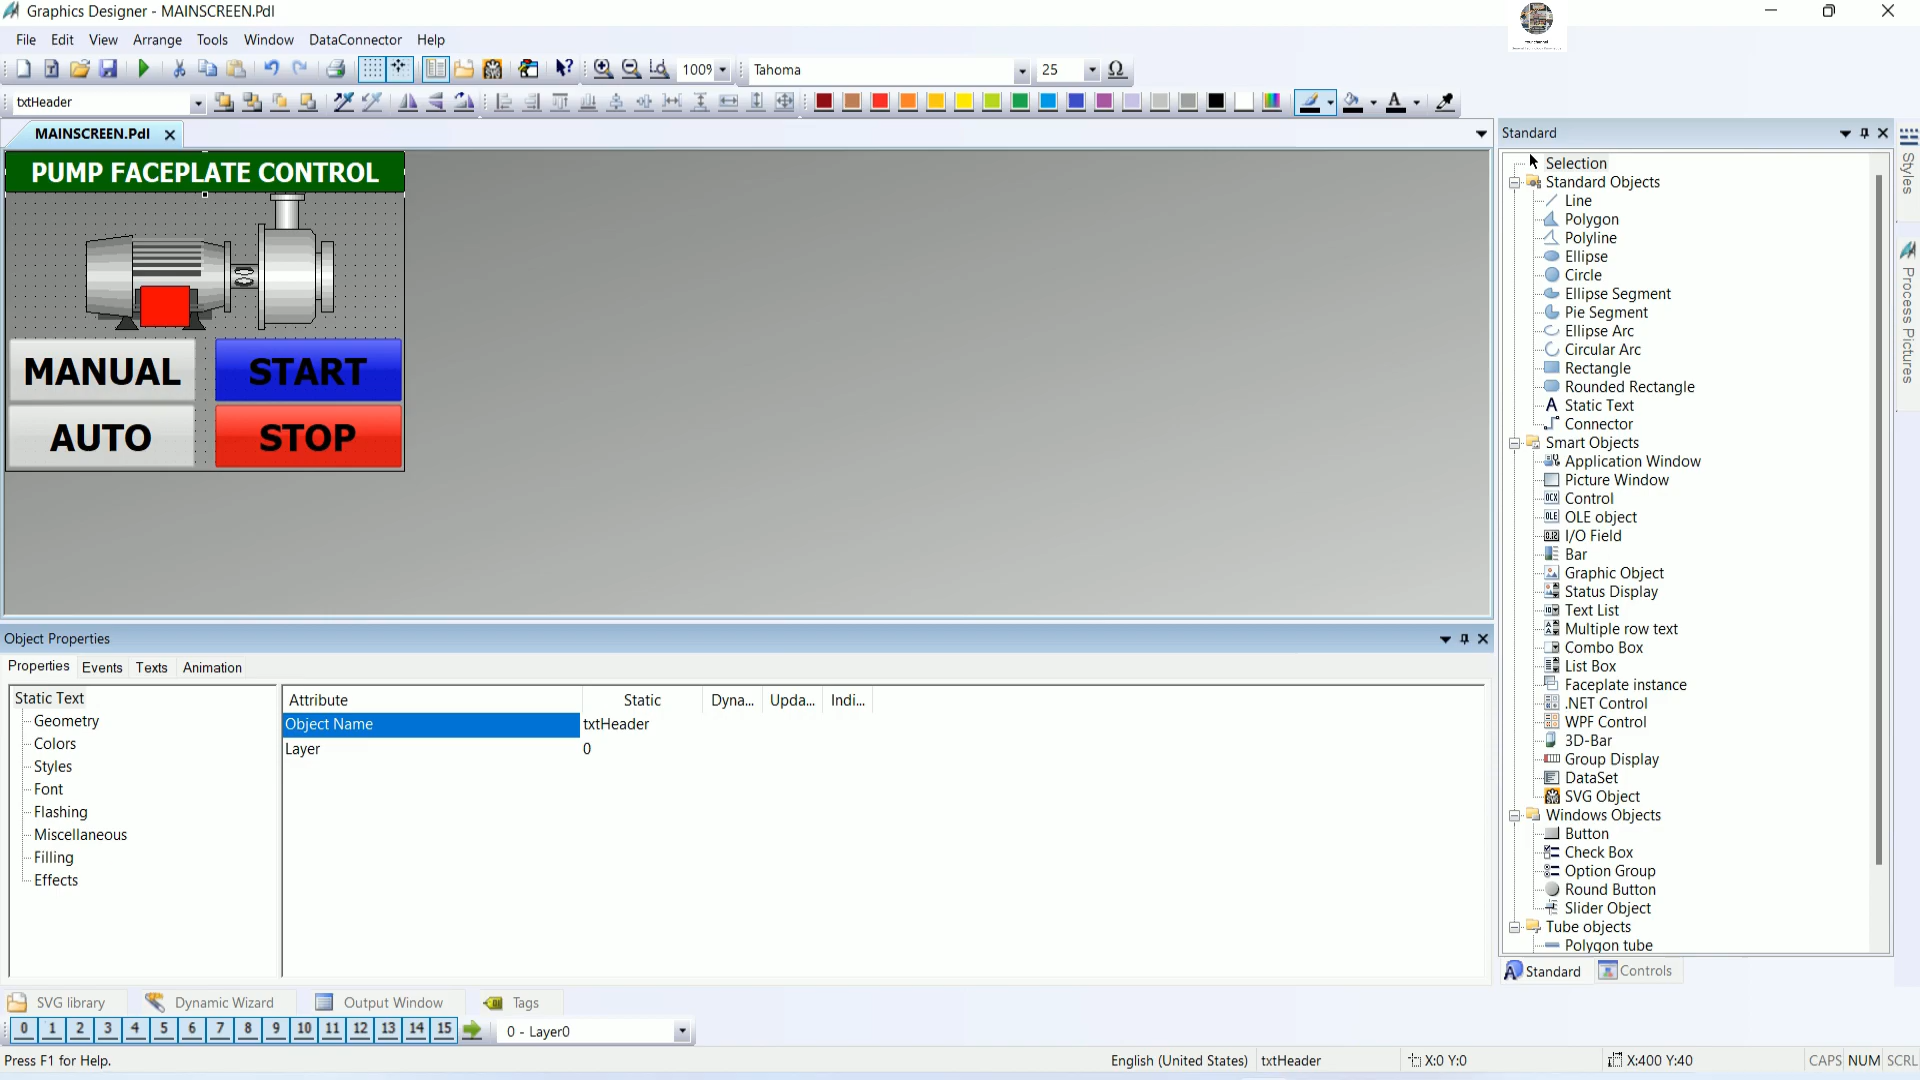 Graphics Designer - MAINSCREEN.Pdl
File Edit View Arrange Tools Window DataConnector Help
100% Tahoma 25
txtHeader
MAINSCREEN.Pdl
PUMP FACEPLATE CONTROL
MANUAL START
AUTO STOP
Object Properties
Properties Events Texts Animation
Static Text
Geometry
Colors
Styles
Font
Flashing
Miscellaneous
Filling
Effects
Attribute Static Dyna... Upda... Indi...
Object Name txtHeader
Layer 0
Standard
Selection
Standard Objects
Line
Polygon
Polyline
Ellipse
Circle
Ellipse Segment
Pie Segment
Ellipse Arc
Circular Arc
Rectangle
Rounded Rectangle
A Static Text
Connector
Smart Objects
Application Window
Picture Window
OCX Control
OLE OLE object
I/O Field
Bar
Graphic Object
Status Display
Text List
Multiple row text
Combo Box
List Box
Faceplate instance
.NET Control
WPF Control
3D-Bar
Group Display
DataSet
SVG Object
Windows Objects
Button
Check Box
Option Group
Round Button
Slider Object
Tube objects
Polygon tube
Standard Controls
Styles
Process Pictures
SVG library Dynamic Wizard Output Window Tags
0 1 2 3 4 5 6 7 8 9 10 11 12 13 14 15 0 - Layer0
Press F1 for Help. English (United States) txtHeader X:0 Y:0 X:400 Y:40 CAPS NUM SCRL